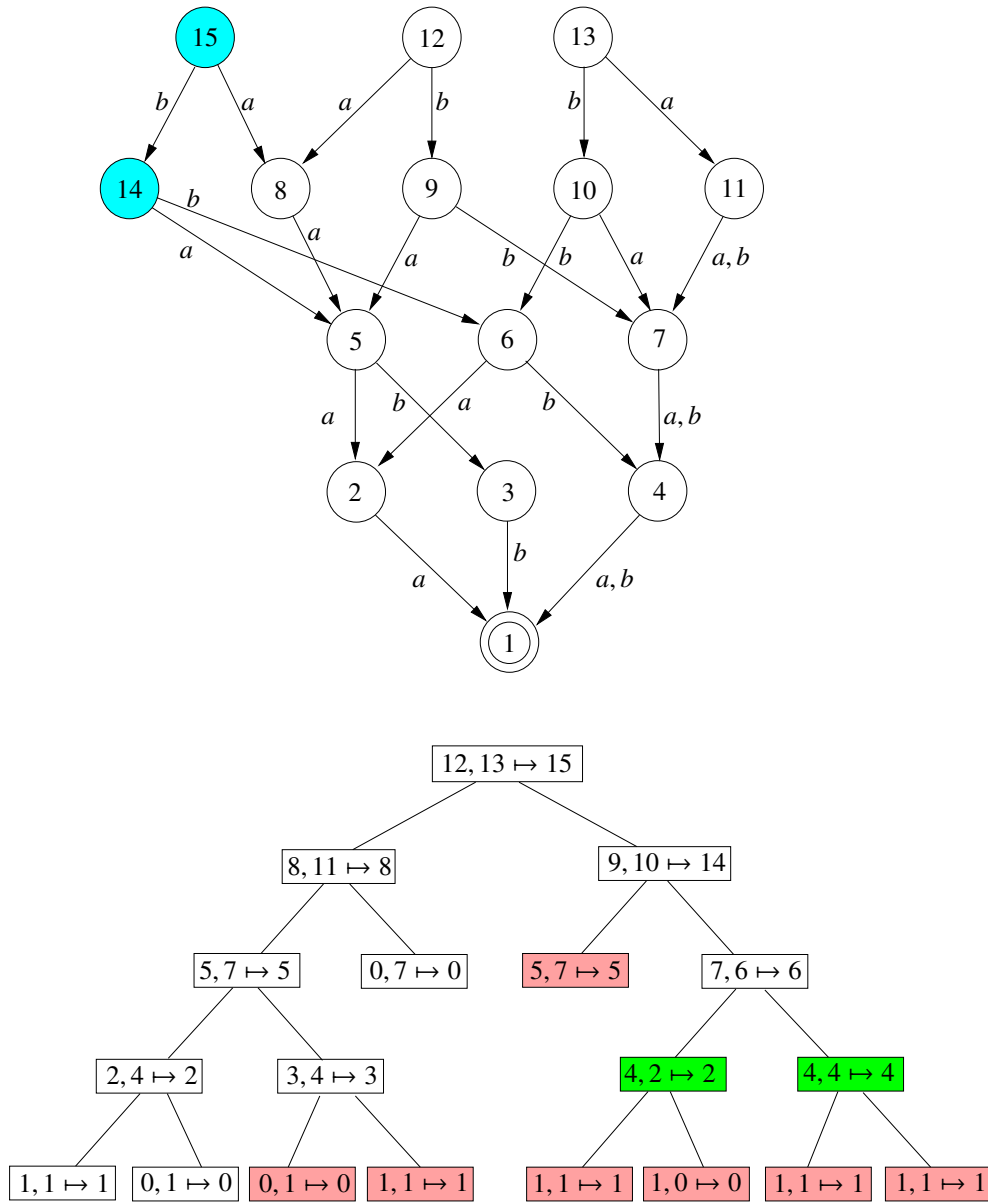 15 12 13
b a a b b a
14 8 9 10 11
b a a a b b a a, b
5 6 7
a b a b a, b
2 3 4
a b a, b
1
12, 13 ↦ 15
8, 11 ↦ 8 9, 10 ↦ 14
5, 7 ↦ 5 0, 7 ↦ 0 5, 7 ↦ 5 7, 6 ↦ 6
2, 4 ↦ 2 3, 4 ↦ 3 4, 2 ↦ 2 4, 4 ↦ 4
1, 1 ↦ 1 0, 1 ↦ 0 0, 1 ↦ 0 1, 1 ↦ 1 1, 1 ↦ 1 1, 0 ↦ 0 1, 1 ↦ 1 1, 1 ↦ 1